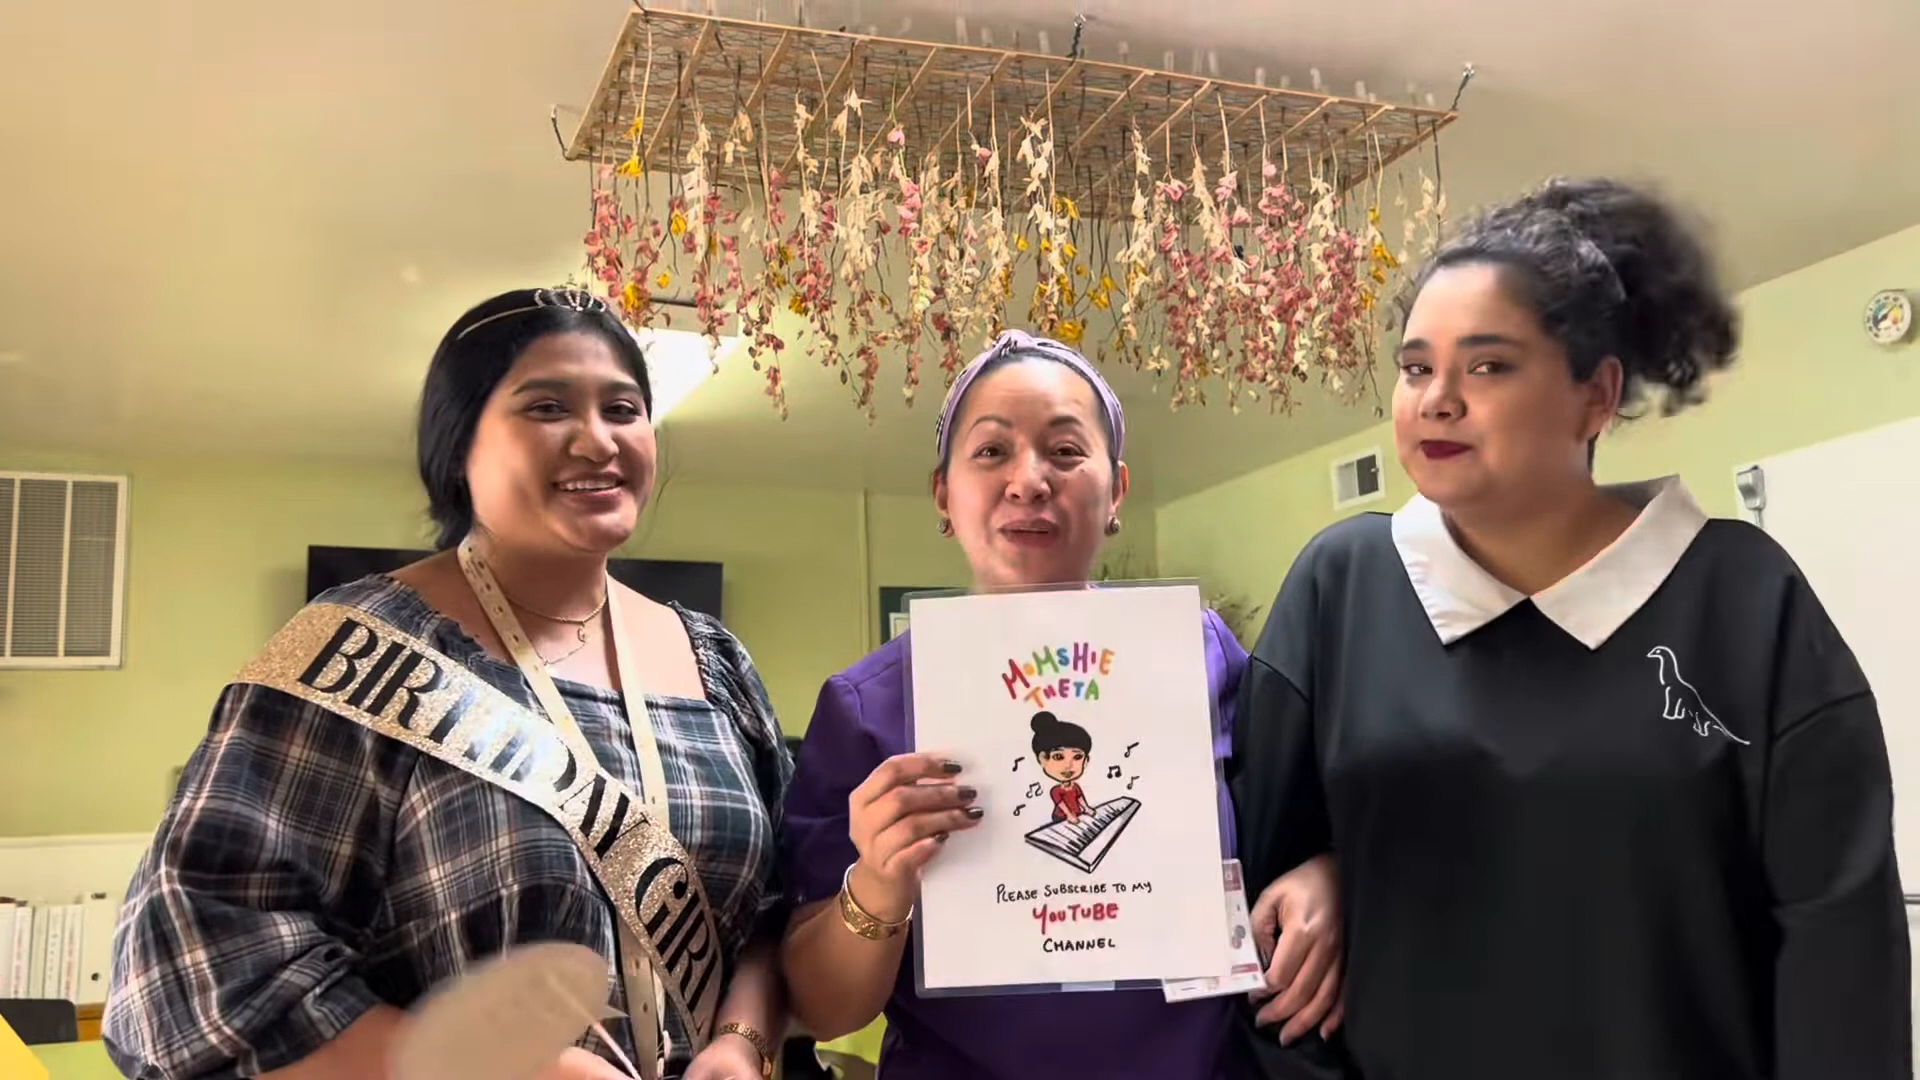 BIRTHDAY GIRL
MOMSHIE
THETA
PLEASE SUBSCRIBE TO MY
YOUTUBE
CHANNEL